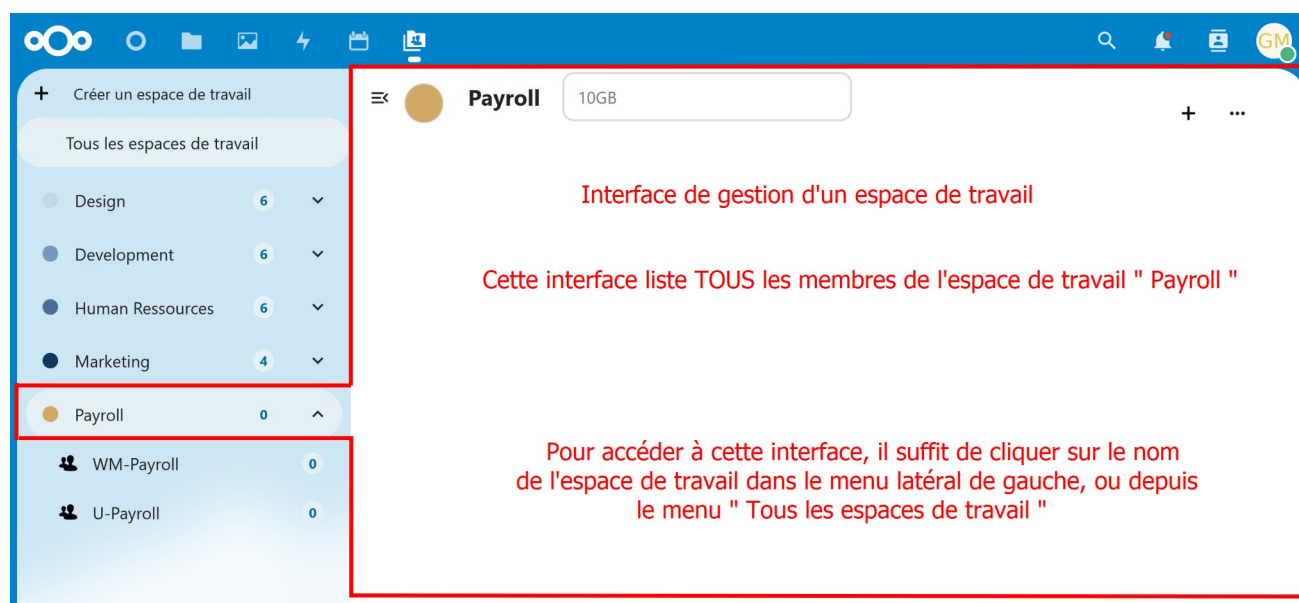 GM
Créer un espace de travail
Tous les espaces de travail
Design 6
Development 6
Human Ressources 6
Marketing 4
Payroll 0
WM-Payroll 0
U-Payroll 0
Payroll 10GB
Interface de gestion d'un espace de travail
Cette interface liste TOUS les membres de l'espace de travail " Payroll "
Pour accéder à cette interface, il suffit de cliquer sur le nom
de l'espace de travail dans le menu latéral de gauche, ou depuis
le menu " Tous les espaces de travail "